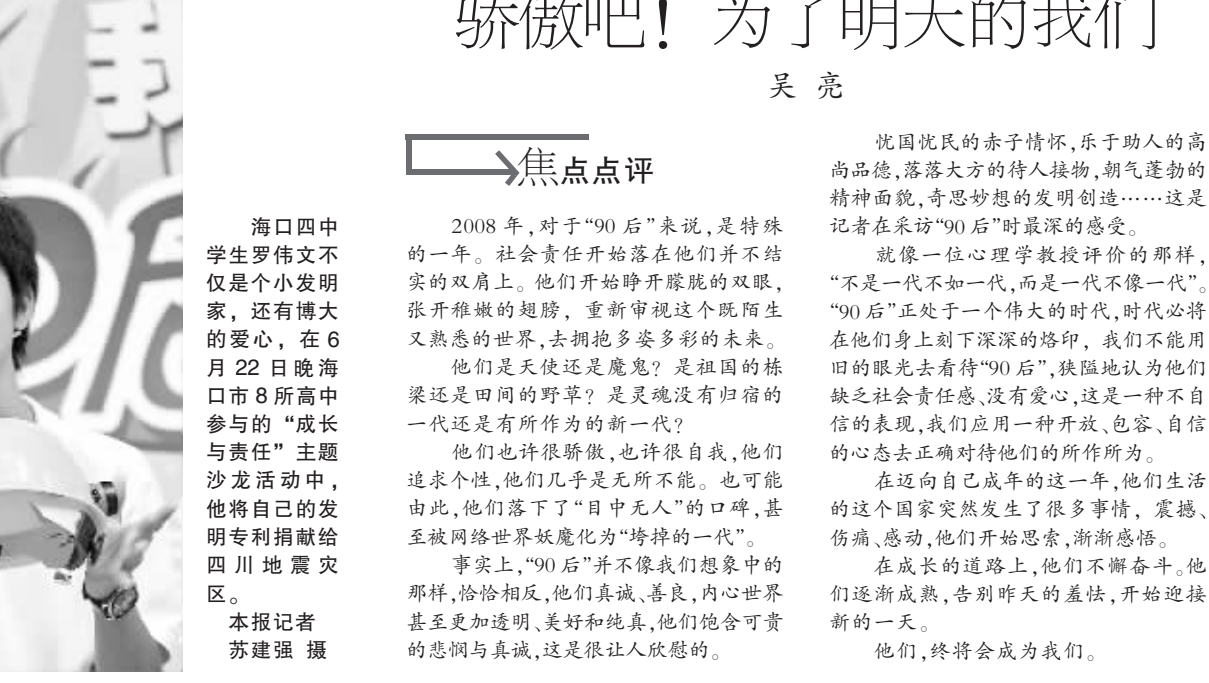 骄傲吧！为了明天的我们
吴 亮
焦点点评
海口四中
学生罗伟文不
仅是个小发明
家，还有博大
的爱心，在 6
月 22 日晚海
口市 8 所高中
参与的“成长
与责任”主题
沙龙活动中，
他将自己的发
明专利捐献给
四川地震灾
区。
本报记者
苏建强 摄
2008 年，对于“90 后”来说，是特殊
的一年。社会责任开始落在他们并不结
实的双肩上。他们开始睁开朦胧的双眼，
张开稚嫩的翅膀，重新审视这个既陌生
又熟悉的世界，去拥抱多姿多彩的未来。
他们是天使还是魔鬼？是祖国的栋
梁还是田间的野草？是灵魂没有归宿的
一代还是有所作为的新一代？
他们也许很骄傲，也许很自我，他们
追求个性，他们几乎是无所不能。也可能
由此，他们落下了“目中无人”的口碑，甚
至被网络世界妖魔化为“垮掉的一代”。
事实上，“90 后”并不像我们想象中的
那样，恰恰相反，他们真诚、善良，内心世界
甚至更加透明、美好和纯真，他们饱含可贵
的悲悯与真诚，这是很让人欣慰的。
忧国忧民的赤子情怀，乐于助人的高
尚品德，落落大方的待人接物，朝气蓬勃的
精神面貌，奇思妙想的发明创造……这是
记者在采访“90 后”时最深的感受。
就像一位心理学教授评价的那样，
“不是一代不如一代，而是一代不像一代”。
“90 后”正处于一个伟大的时代，时代必将
在他们身上刻下深深的烙印，我们不能用
旧的眼光去看待“90 后”，狭隘地认为他们
缺乏社会责任感、没有爱心，这是一种不自
信的表现，我们应用一种开放、包容、自信
的心态去正确对待他们的所作所为。
在迈向自己成年的这一年，他们生活
的这个国家突然发生了很多事情，震撼、
伤痛、感动，他们开始思索，渐渐感悟。
在成长的道路上，他们不懈奋斗。他
们逐渐成熟，告别昨天的羞怯，开始迎接
新的一天。
他们，终将会成为我们。